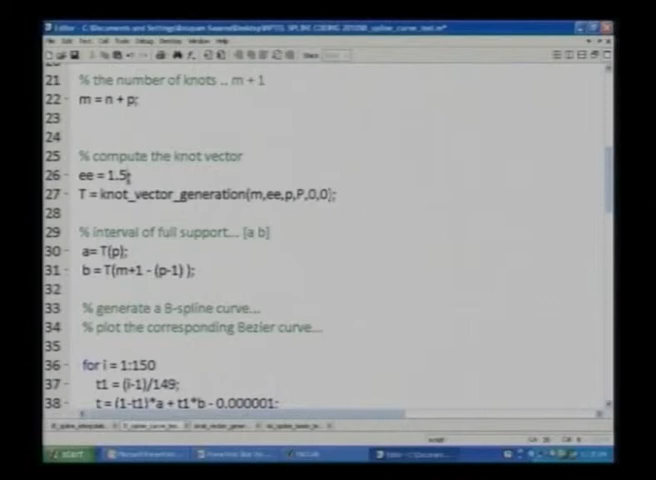 21 % the number of knots .. m + 1
22 - m = n + p;
23
24
25 % compute the knot vector
26 - ee = 1.5;
27 - T = knot_vector_generation(m,ee,p,P,0,0);
28
29 % interval of full support... [a b]
30 - a= T(p);
31 - b = T(m+1 - (p-1) );
32
33 % generate a B-spline curve...
34 % plot the corresponding Bezier curve...
35
36 - for i = 1:150
37 - t1 = (i-1)/149;
38 - t = (1-t1)*a + t1*b - 0.000001;
start